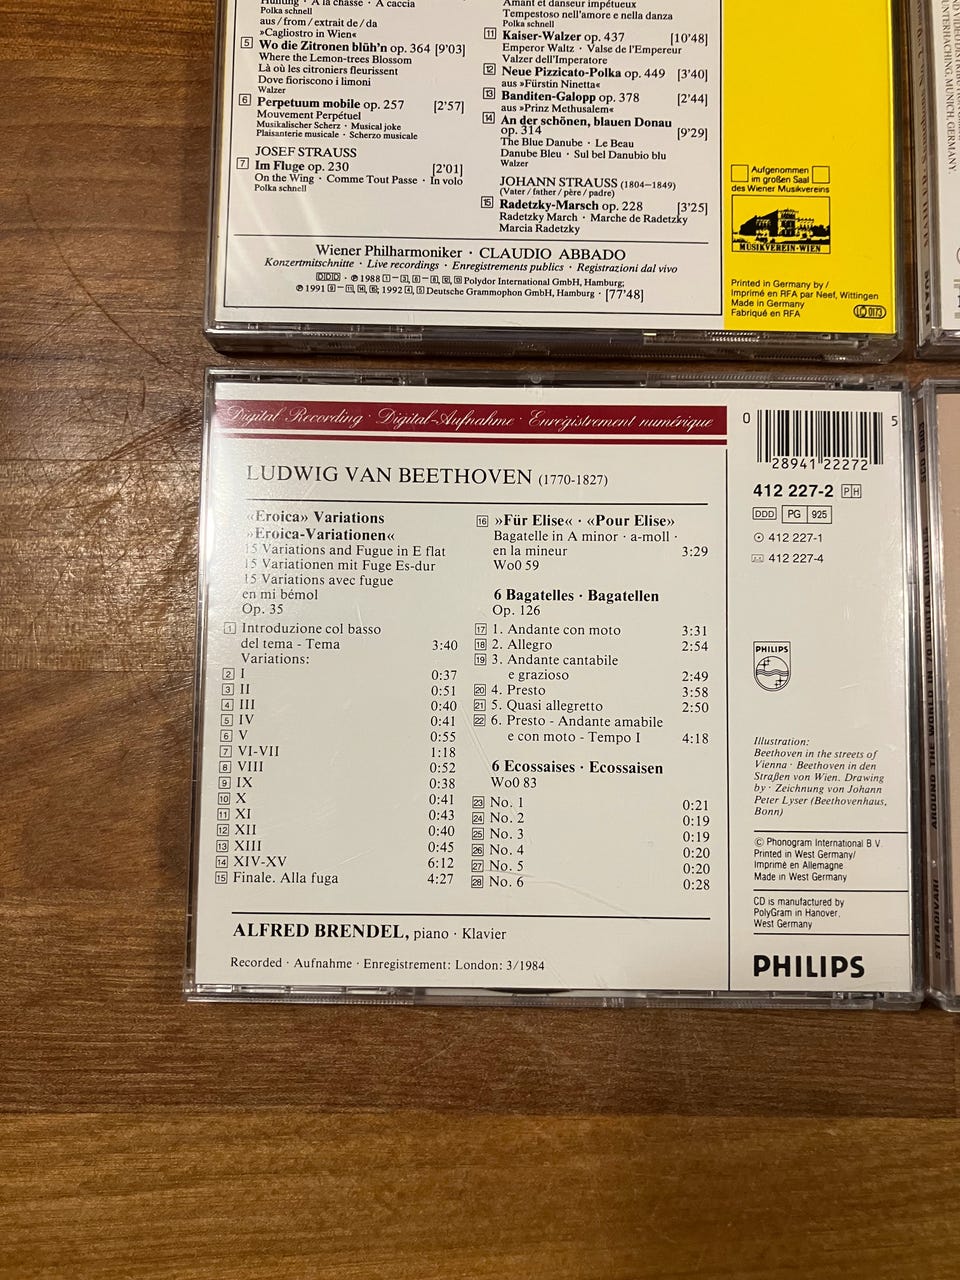 Hunting · A la chasse · A caccia
Polka schnell
aus / from / extrait de / da
»Cagliostro in Wien«
5 Wo die Zitronen blüh'n op. 364 [9'03]
Where the Lemon-trees Blossom
Là où les citroniers fleurissent
Dove fioriscono i limoni
Walzer
6 Perpetuum mobile op. 257 [2'57]
Mouvement Perpétuel
Musikalischer Scherz · Musical joke
Plaisanterie musicale · Scherzo musicale
JOSEF STRAUSS
7 Im Fluge op. 230 [2'01]
On the Wing · Comme Tout Passe · In volo
Polka schnell
Amant et danseur impétueux
Tempestoso nell'amore e nella danza
Polka schnell
11 Kaiser-Walzer op. 437 [10'48]
Emperor Waltz · Valse de l'Empereur
Valzer dell'Imperatore
12 Neue Pizzicato-Polka op. 449 [3'40]
aus »Fürstin Ninetta«
13 Banditen-Galopp op. 378 [2'44]
aus »Prinz Methusalem«
14 An der schönen, blauen Donau
op. 314 [9'29]
The Blue Danube · Le Beau
Danube Bleu · Sul bel Danubio blu
Walzer
JOHANN STRAUSS (1804–1849)
(Vater / father / père / padre)
15 Radetzky-Marsch op. 228 [3'25]
Radetzky March · Marche de Radetzky
Marcia Radetzky
Wiener Philharmoniker · CLAUDIO ABBADO
Konzertmitschnitte · Live recordings · Enregistrements publics · Registrazioni dal vivo
DDD · ℗ 1988 Polydor International GmbH, Hamburg;
℗ 1991 1992 Deutsche Grammophon GmbH, Hamburg · [77'48]
Aufgenommen
im großen Saal
des Wiener Musikvereins
MUSIKVEREIN-WIEN
Printed in Germany by /
Imprimé en RFA par Neef, Wittingen
Made in Germany
Fabriqué en RFA
LC 0173
UNTERHACHING, MUNICH, GERMANY.
Digital Recording · Digital-Aufnahme · Enregistrement numérique
LUDWIG VAN BEETHOVEN (1770-1827)
«Eroica» Variations
»Eroica-Variationen«
15 Variations and Fugue in E flat
15 Variationen mit Fuge Es-dur
15 Variations avec fugue
en mi bémol
Op. 35
1 Introduzione col basso
del tema - Tema 3:40
Variations:
2 I 0:37
3 II 0:51
4 III 0:40
5 IV 0:41
6 V 0:55
7 VI-VII 1:18
8 VIII 0:52
9 IX 0:38
10 X 0:41
11 XI 0:43
12 XII 0:40
13 XIII 0:45
14 XIV-XV 6:12
15 Finale. Alla fuga 4:27
16 »Für Elise« · «Pour Elise»
Bagatelle in A minor · a-moll ·
en la mineur 3:29
WoO 59
6 Bagatelles · Bagatellen
Op. 126
17 1. Andante con moto 3:31
18 2. Allegro 2:54
19 3. Andante cantabile
e grazioso 2:49
20 4. Presto 3:58
21 5. Quasi allegretto 2:50
22 6. Presto - Andante amabile
e con moto - Tempo I 4:18
6 Ecossaises · Ecossaisen
WoO 83
23 No. 1 0:21
24 No. 2 0:19
25 No. 3 0:19
26 No. 4 0:20
27 No. 5 0:20
28 No. 6 0:28
ALFRED BRENDEL, piano · Klavier
Recorded · Aufnahme · Enregistrement: London: 3/1984
0 28941 22272 5
412 227-2 PH
DDD PG 925
412 227-1
412 227-4
PHILIPS
Illustration:
Beethoven in the streets of
Vienna · Beethoven in den
Straßen von Wien. Drawing
by · Zeichnung von Johann
Peter Lyser (Beethovenhaus,
Bonn)
© Phonogram International B.V.
Printed in West Germany/
Imprimé en Allemagne
Made in West Germany
CD is manufactured by
PolyGram in Hanover,
West Germany
PHILIPS
STRADIVARI AROUND THE WORLD IN 70 DIGITAL MINUTES